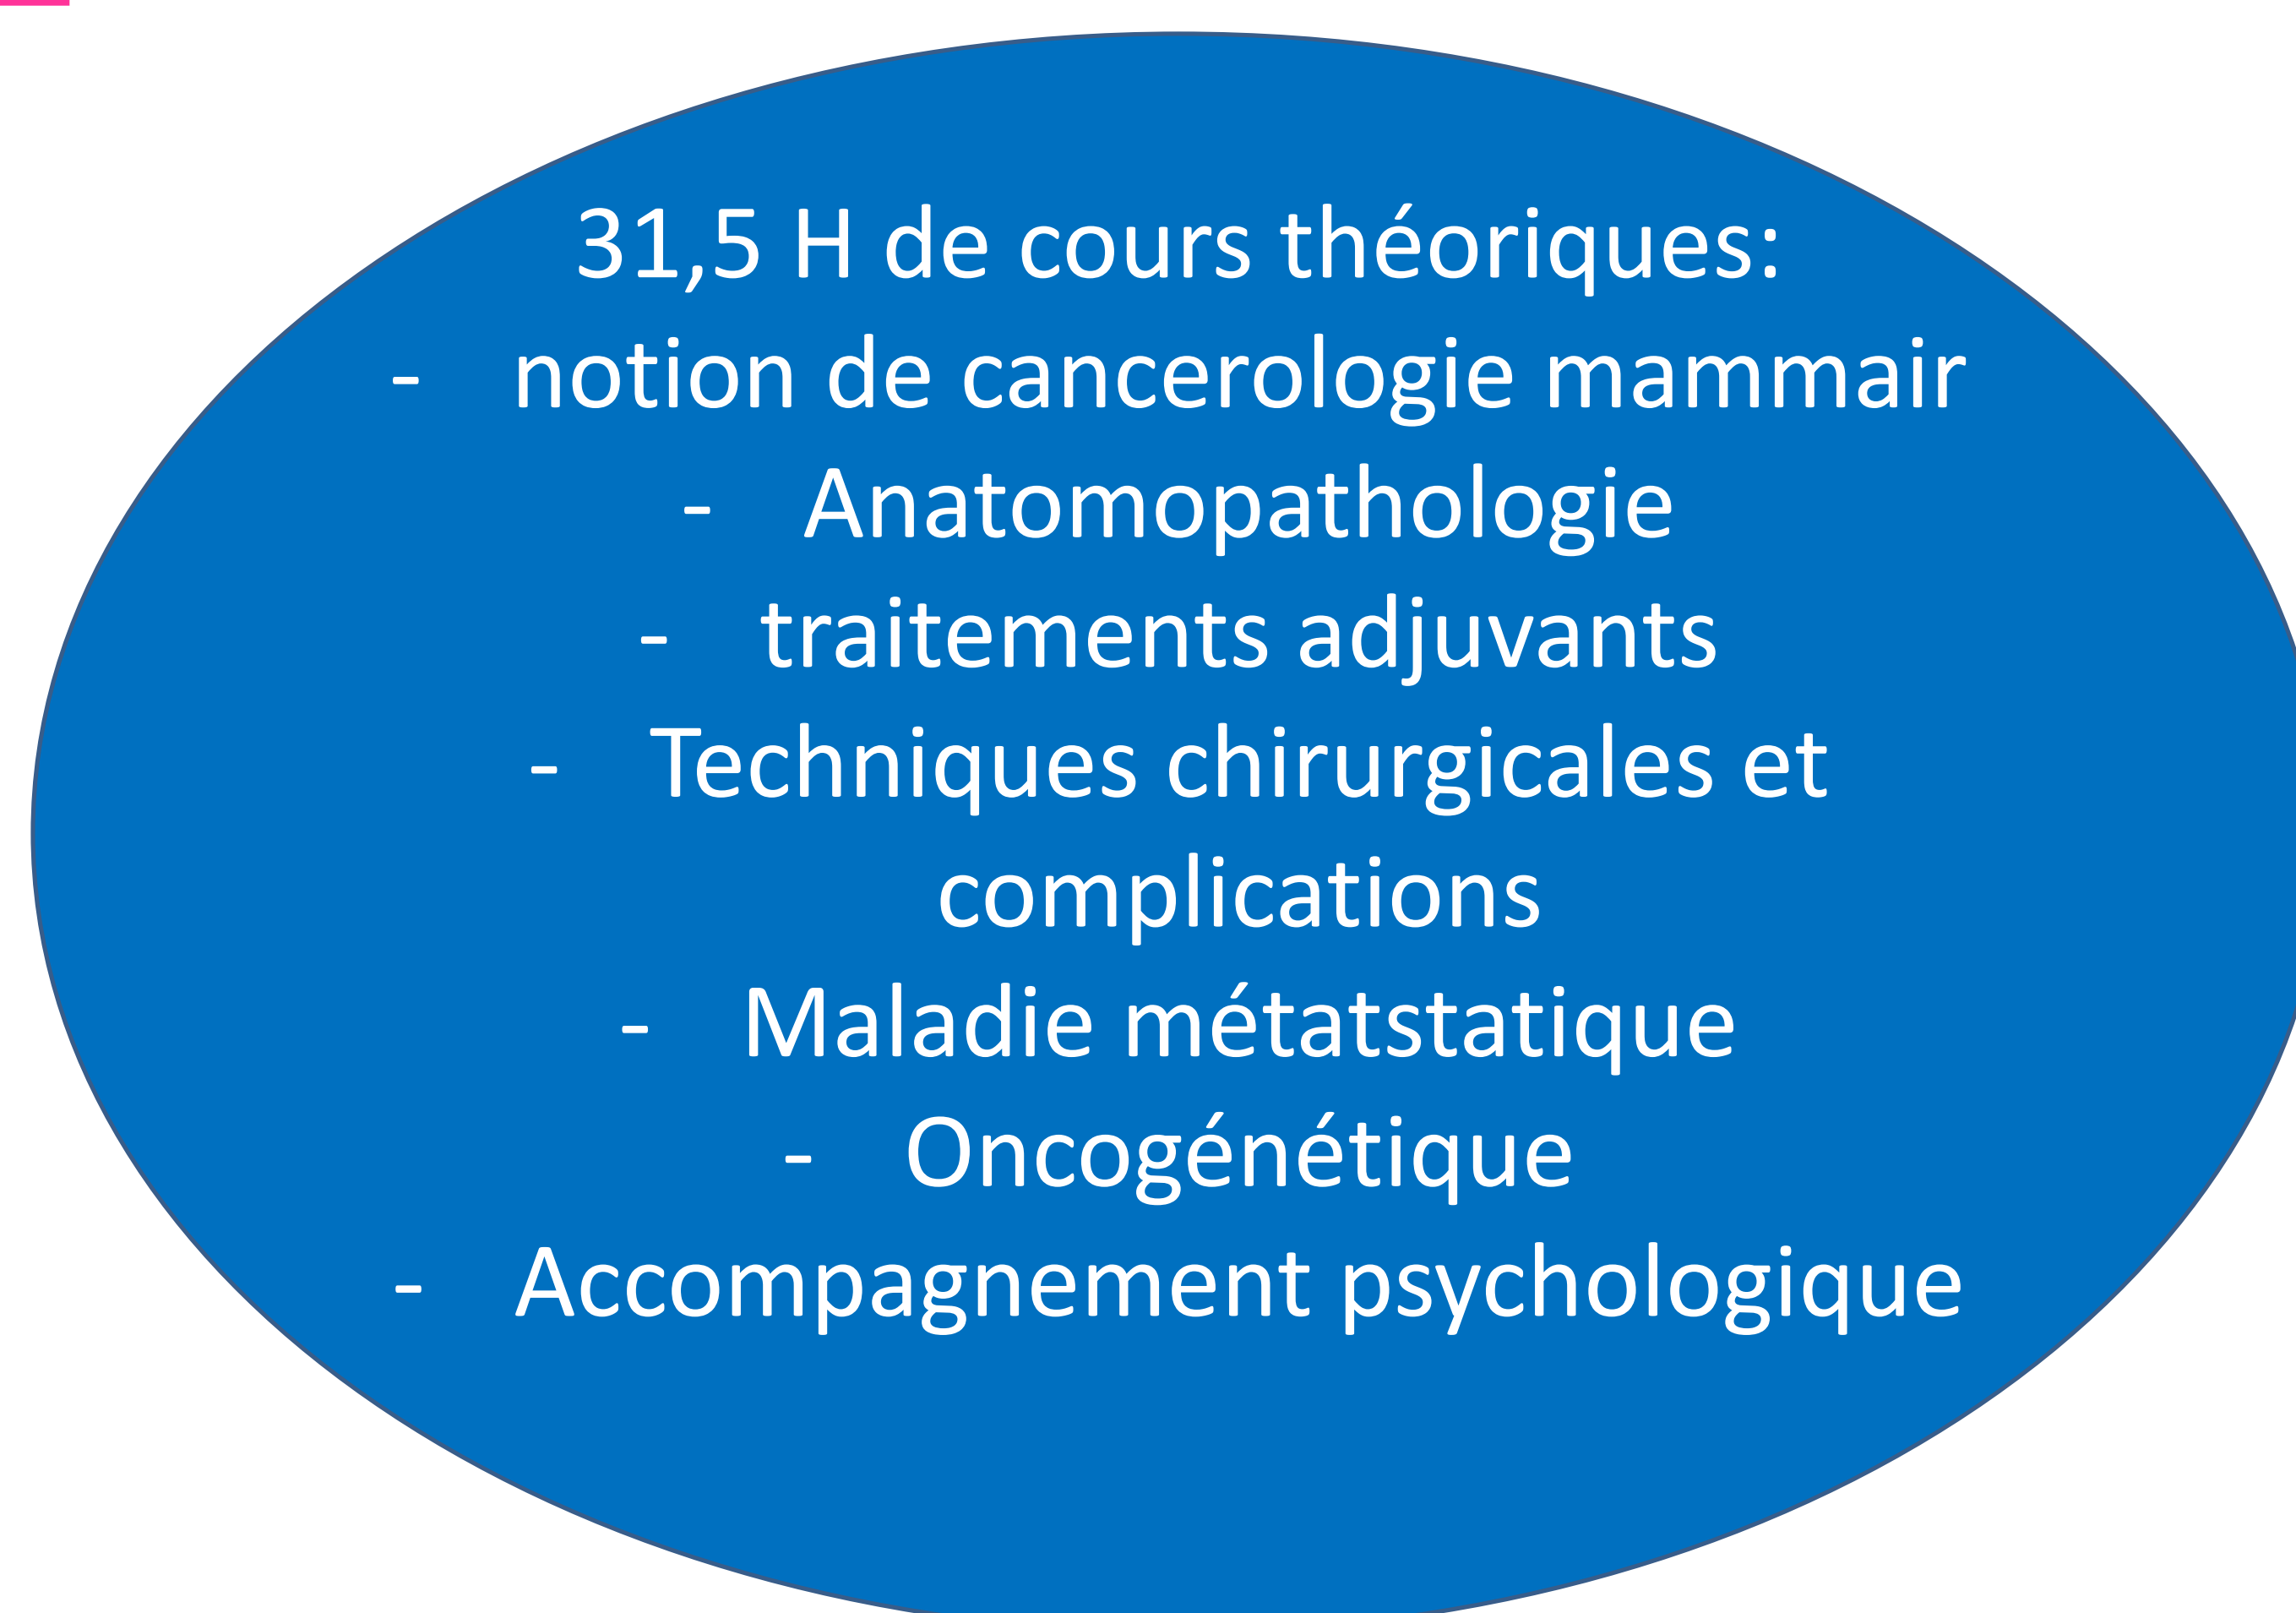 31,5 H de cours théoriques:
- notion de cancerologie mammair
- Anatomopathologie
- traitements adjuvants
- Techniques chirurgicales et
complications
- Maladie métatstatique
- Oncogénétique
- Accompagnement psychologique